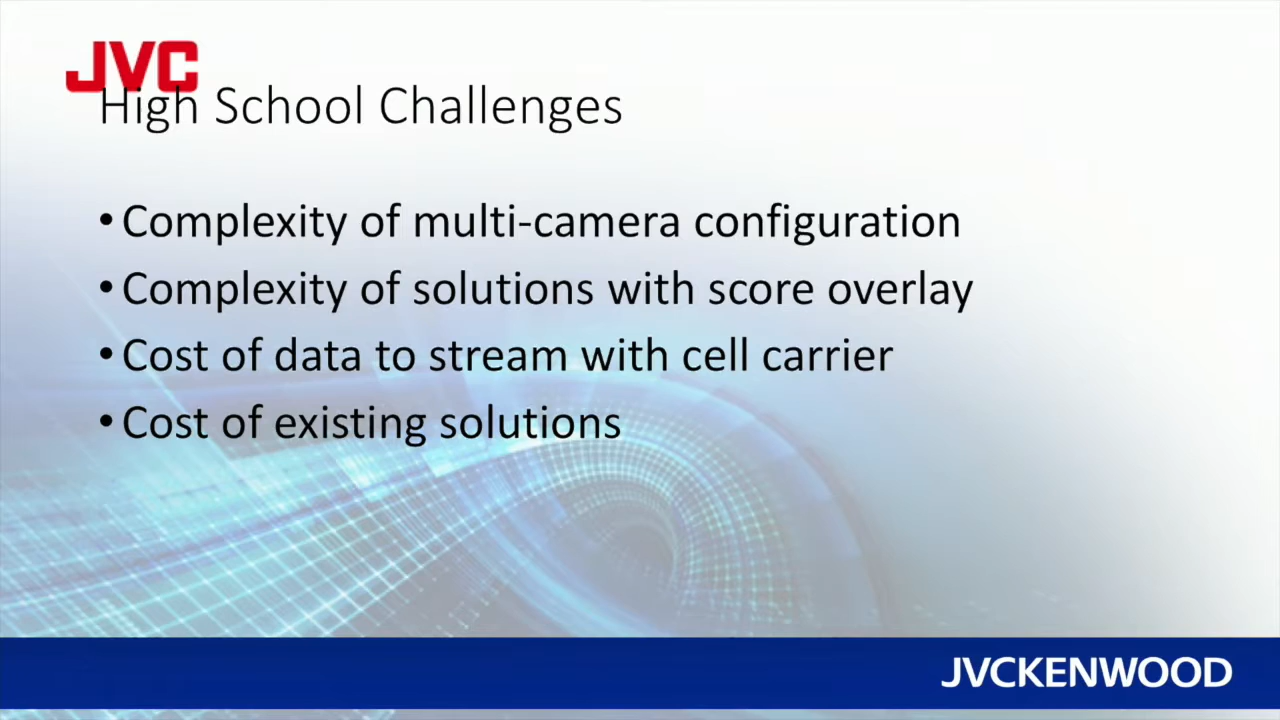 JVC
High School Challenges
• Complexity of multi-camera configuration
• Complexity of solutions with score overlay
• Cost of data to stream with cell carrier
• Cost of existing solutions
JVCKENWOOD